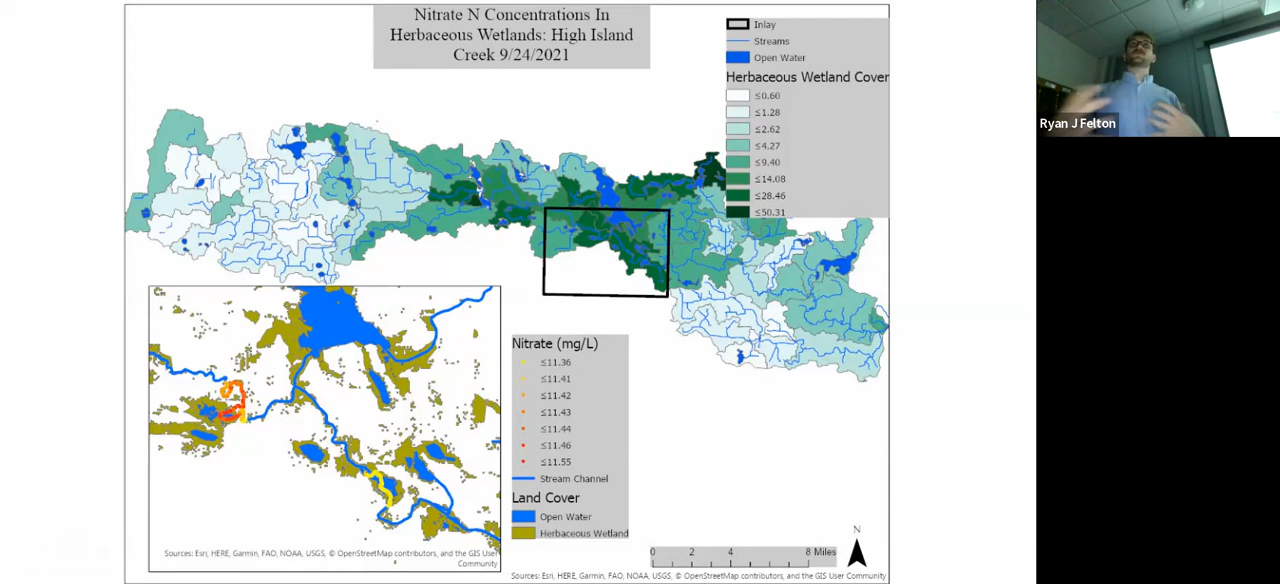 Nitrate N Concentrations In
Herbaceous Wetlands: High Island
Creek 9/24/2021
Inlay
Streams
Open Water
Herbaceous Wetland Cover
≤0.60
≤1.28
≤2.62
≤4.27
≤9.40
≤14.08
≤28.46
≤50.31
Ryan J Felton
Nitrate (mg/L)
≤11.36
≤11.41
≤11.42
≤11.43
≤11.44
≤11.46
≤11.55
Stream Channel
Land Cover
Open Water
Herbaceous Wetland
Sources: Esri, HERE, Garmin, FAO, NOAA, USGS, © OpenStreetMap contributors, and the GIS User
Community
N
0 2 4 8 Miles
Sources: Esri, HERE, Garmin, FAO, NOAA, USGS, © OpenStreetMap contributors, and the GIS User Community